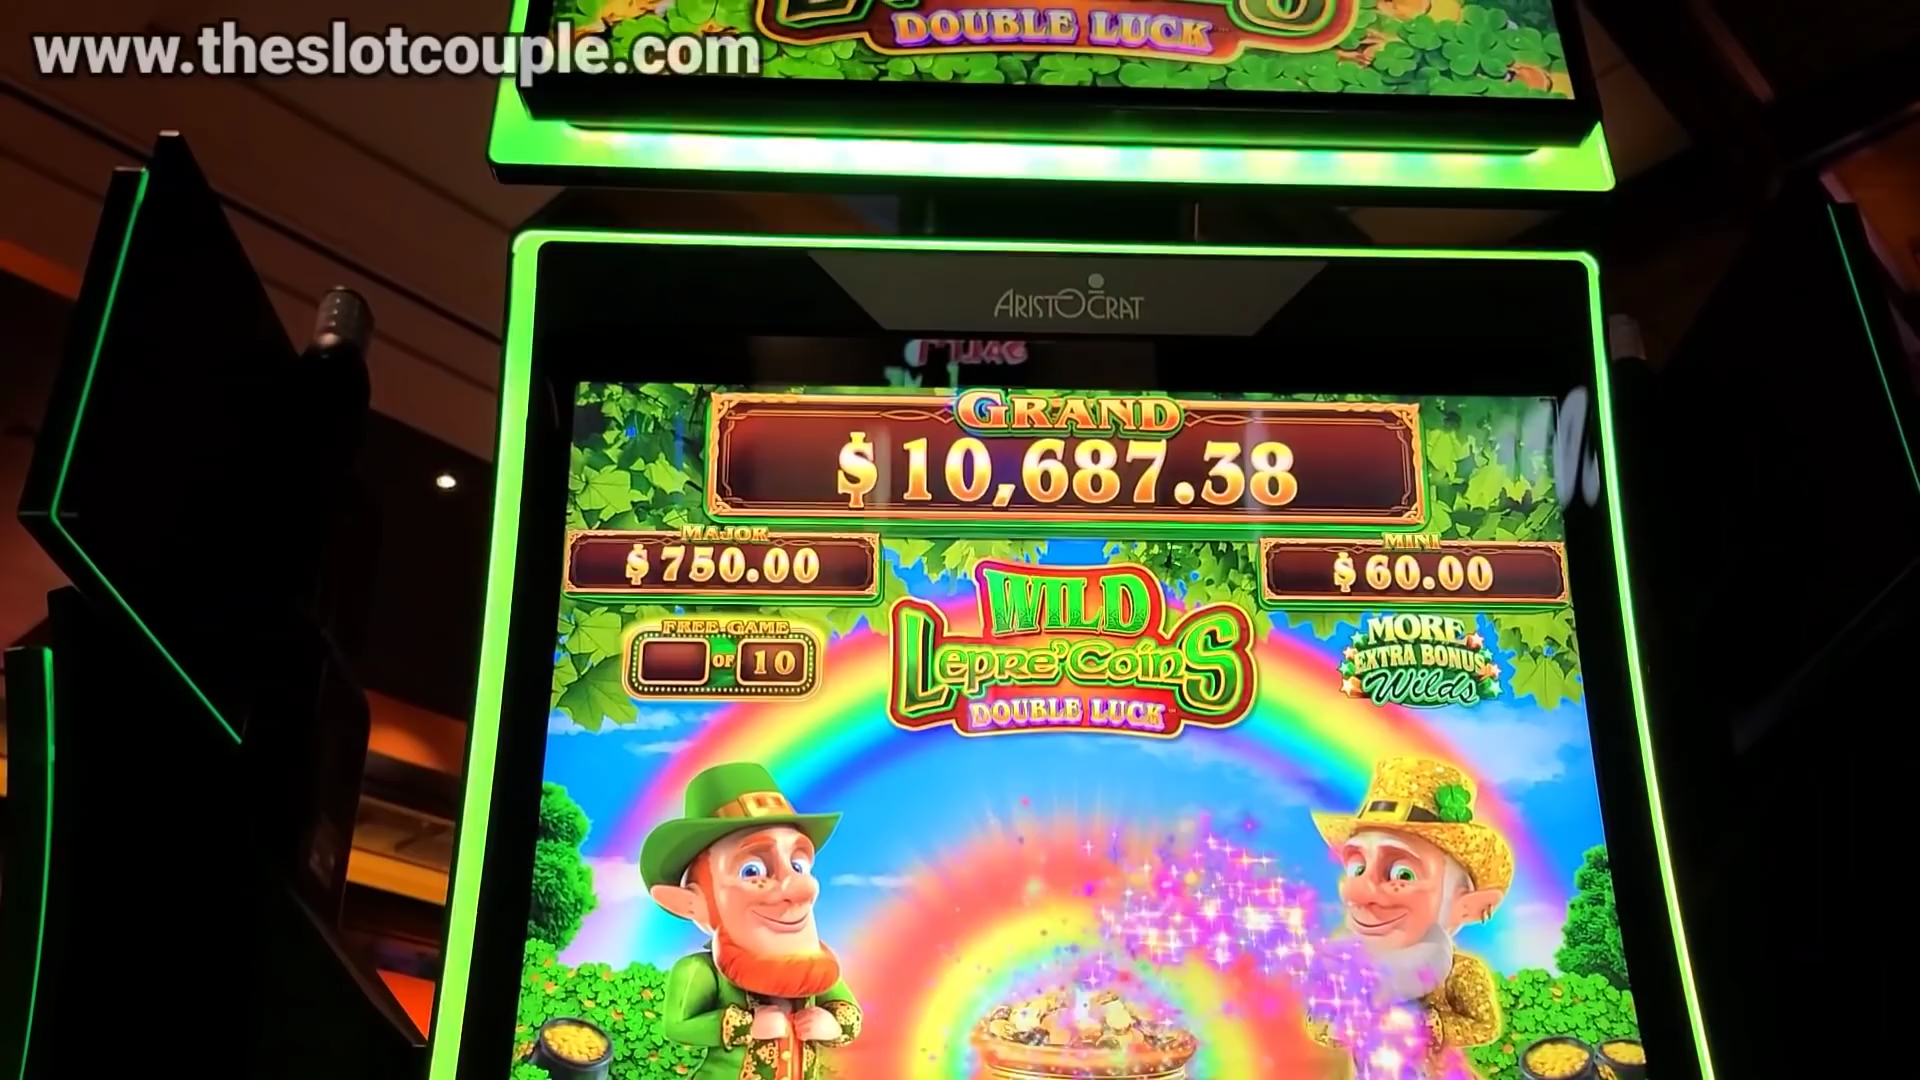 www.theslotcouple.com
DOUBLE LUCK
ARISTOCRAT
GRAND
$10,687.38
MAJOR
$750.00
MINI
$60.00
FREE GAME
OF 10
WILD
Lepre'Coins
DOUBLE LUCK™
MORE
EXTRA BONUS
Wilds